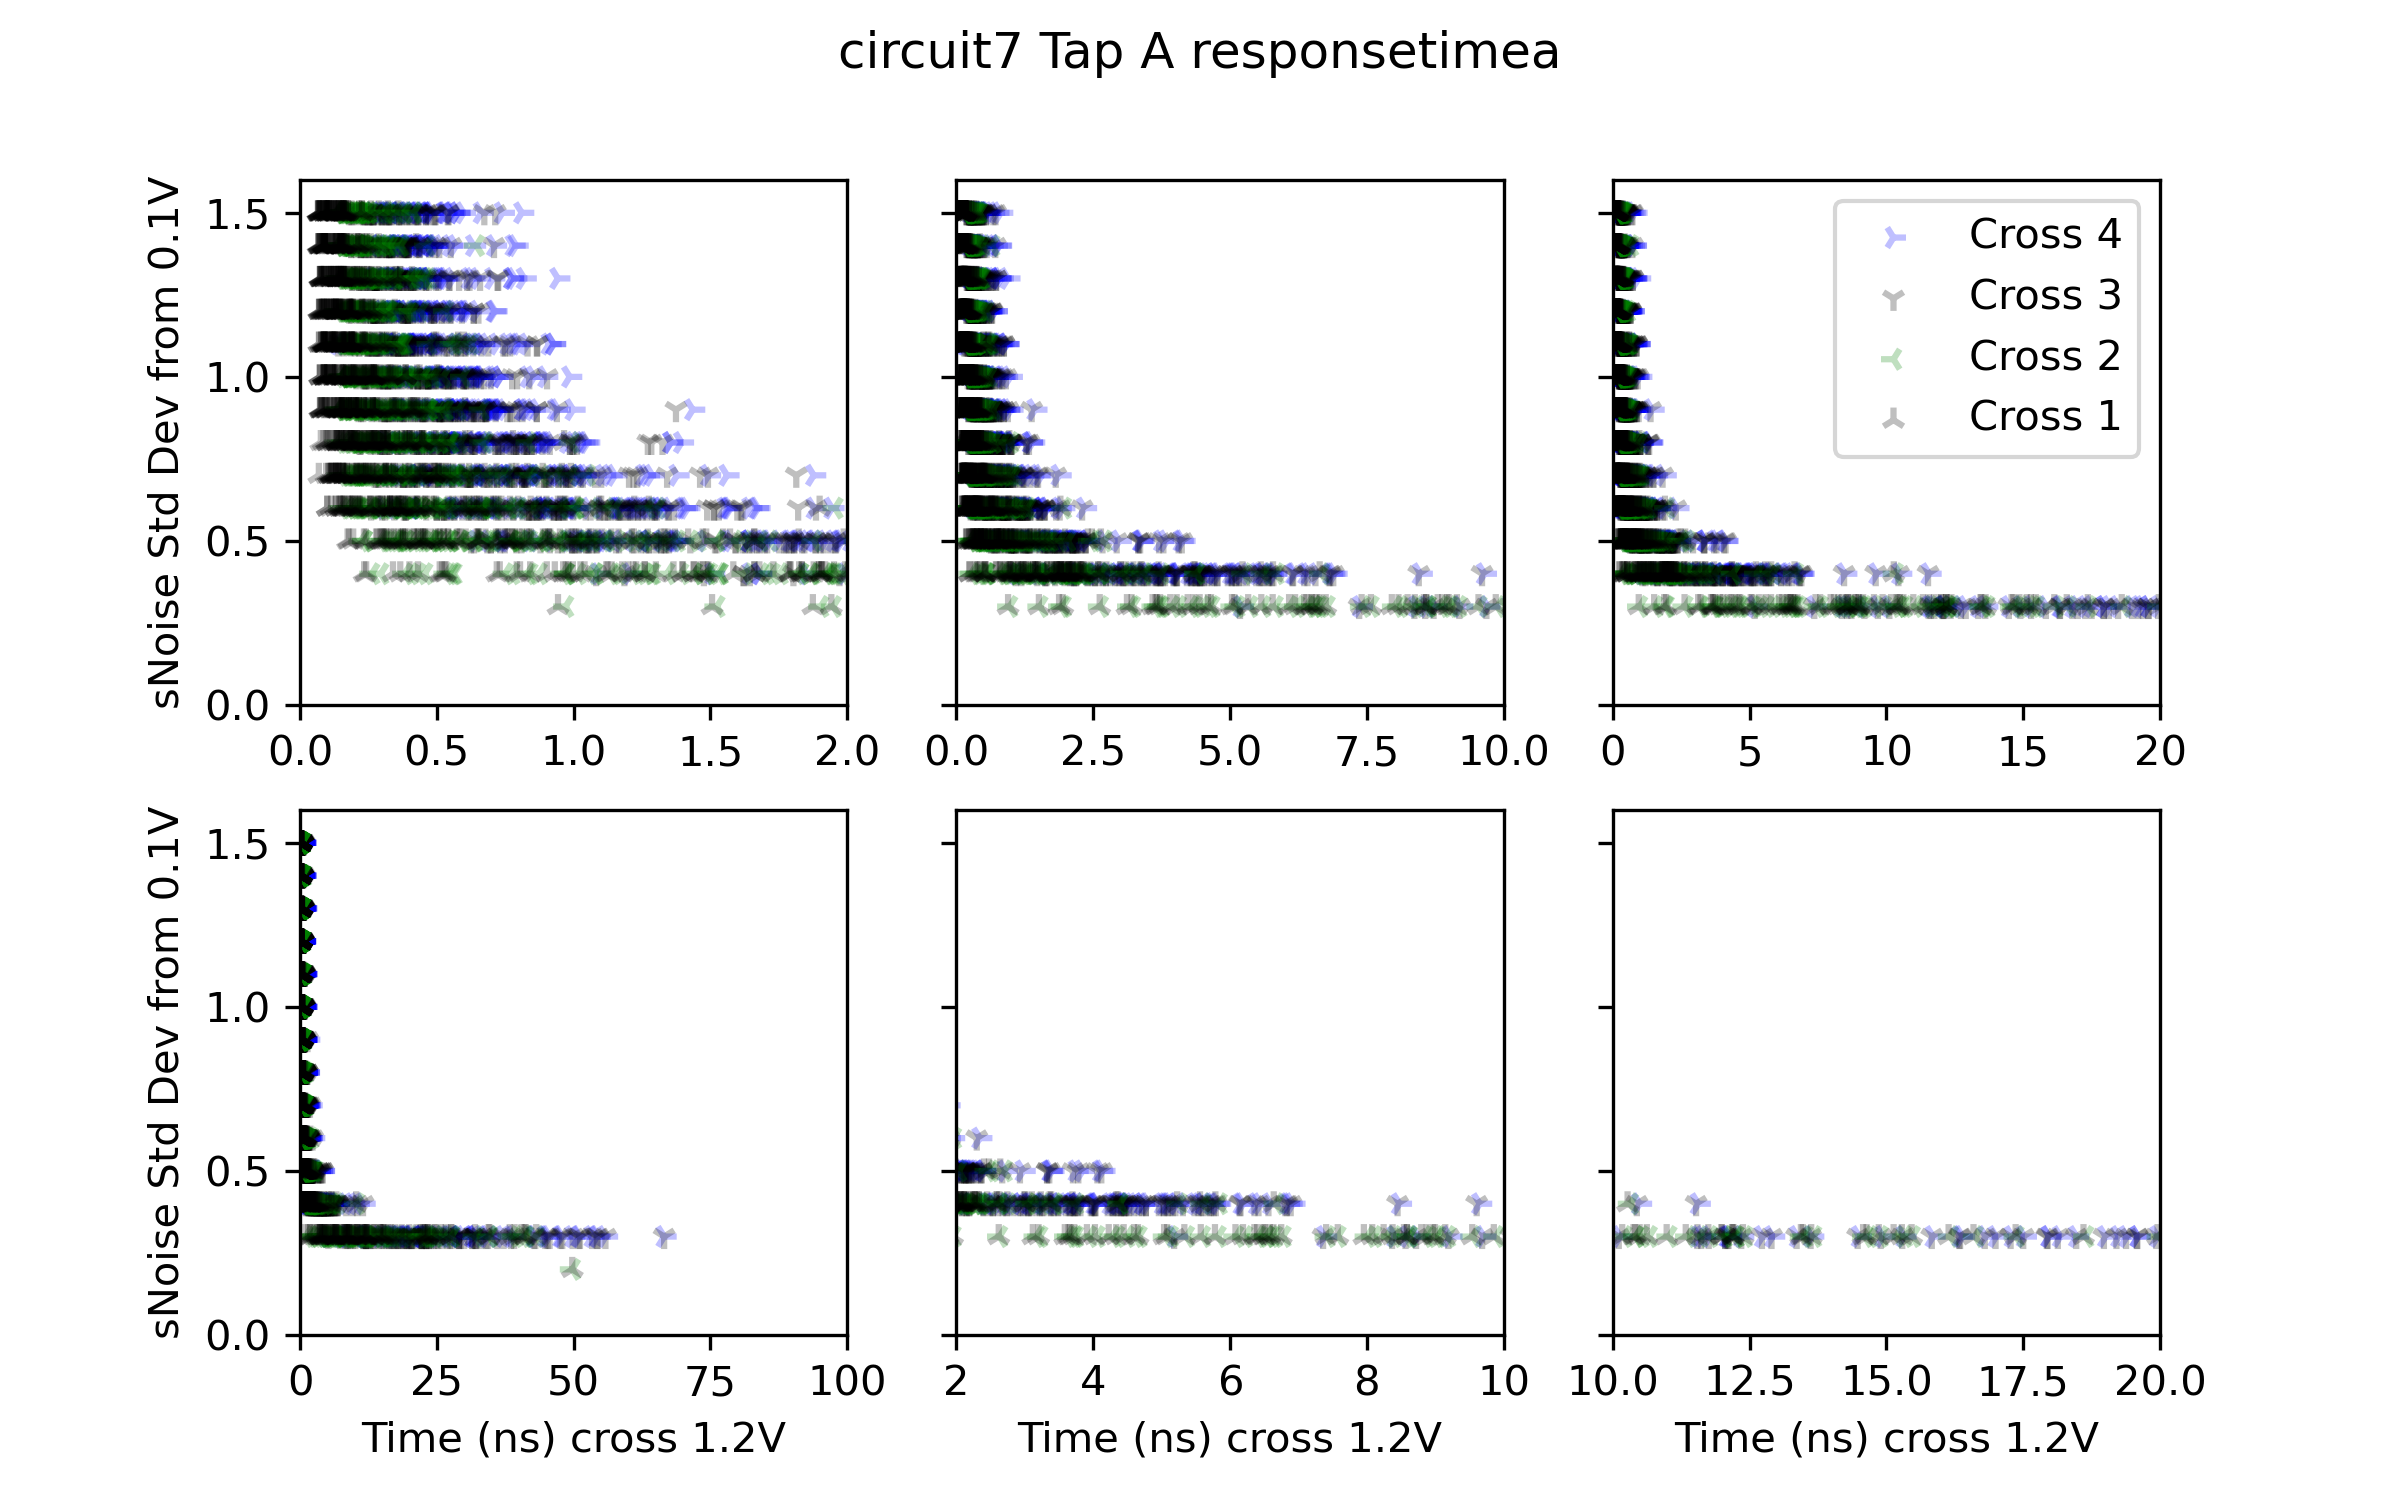 circuit7 Tap A responsetimea
sNoise Std Dev from 0.1V
1.5
1.0
0.5
0.0
0.0 0.5 1.0 1.5 2.0
0.0 2.5 5.0 7.5 10.0
Cross 4
Cross 3
Cross 2
Cross 1
0 5 10 15 20
sNoise Std Dev from 0.1V
1.5
1.0
0.5
0.0
0 25 50 75 100
Time (ns) cross 1.2V
2 4 6 8 10
Time (ns) cross 1.2V
10.0 12.5 15.0 17.5 20.0
Time (ns) cross 1.2V